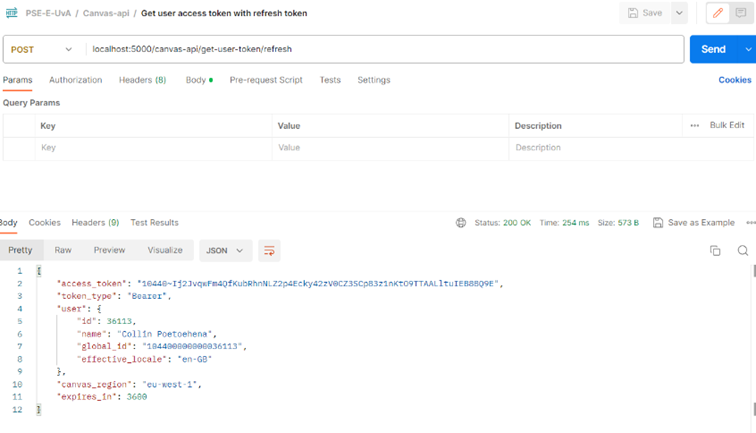 HTTP PSE-E-UvA / Canvas-api / Get user access token with refresh token Save
POST localhost:5000/canvas-api/get-user-token/refresh Send
Params Authorization Headers (8) Body Pre-request Script Tests Settings Cookies
Query Params
Key Value Description Bulk Edit
Key Value Description
Body Cookies Headers (9) Test Results Status: 200 OK Time: 254 ms Size: 573 B Save as Example
Pretty Raw Preview Visualize JSON
1 {
2 "access_token":
3 "token_type": "Bearer",
4 "user": {
5 "id": 36113,
6 "name": "Collin Poetoehena",
7 "global_id": "104400000000036113",
8 "effective_locale": "en-GB"
9 },
10 "canvas_region": "eu-west-1",
11 "expires_in": 3600
12 }